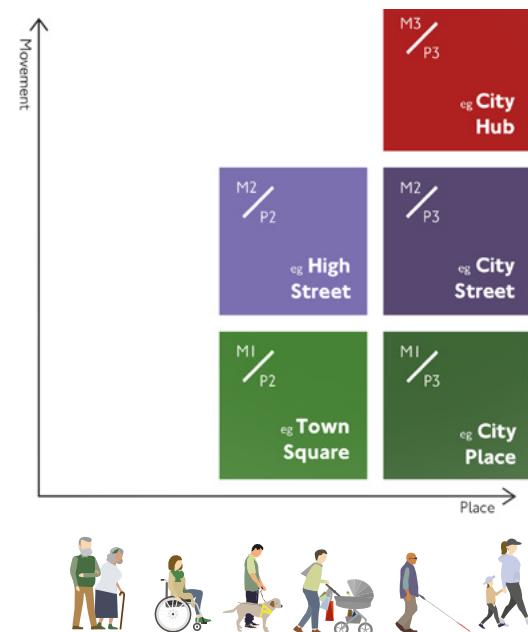 Movement
M3
P3
eg City
Hub
M2
P2
eg High
Street
M2
P3
eg City
Street
M1
P2
eg Town
Square
M1
P3
eg City
Place
Place